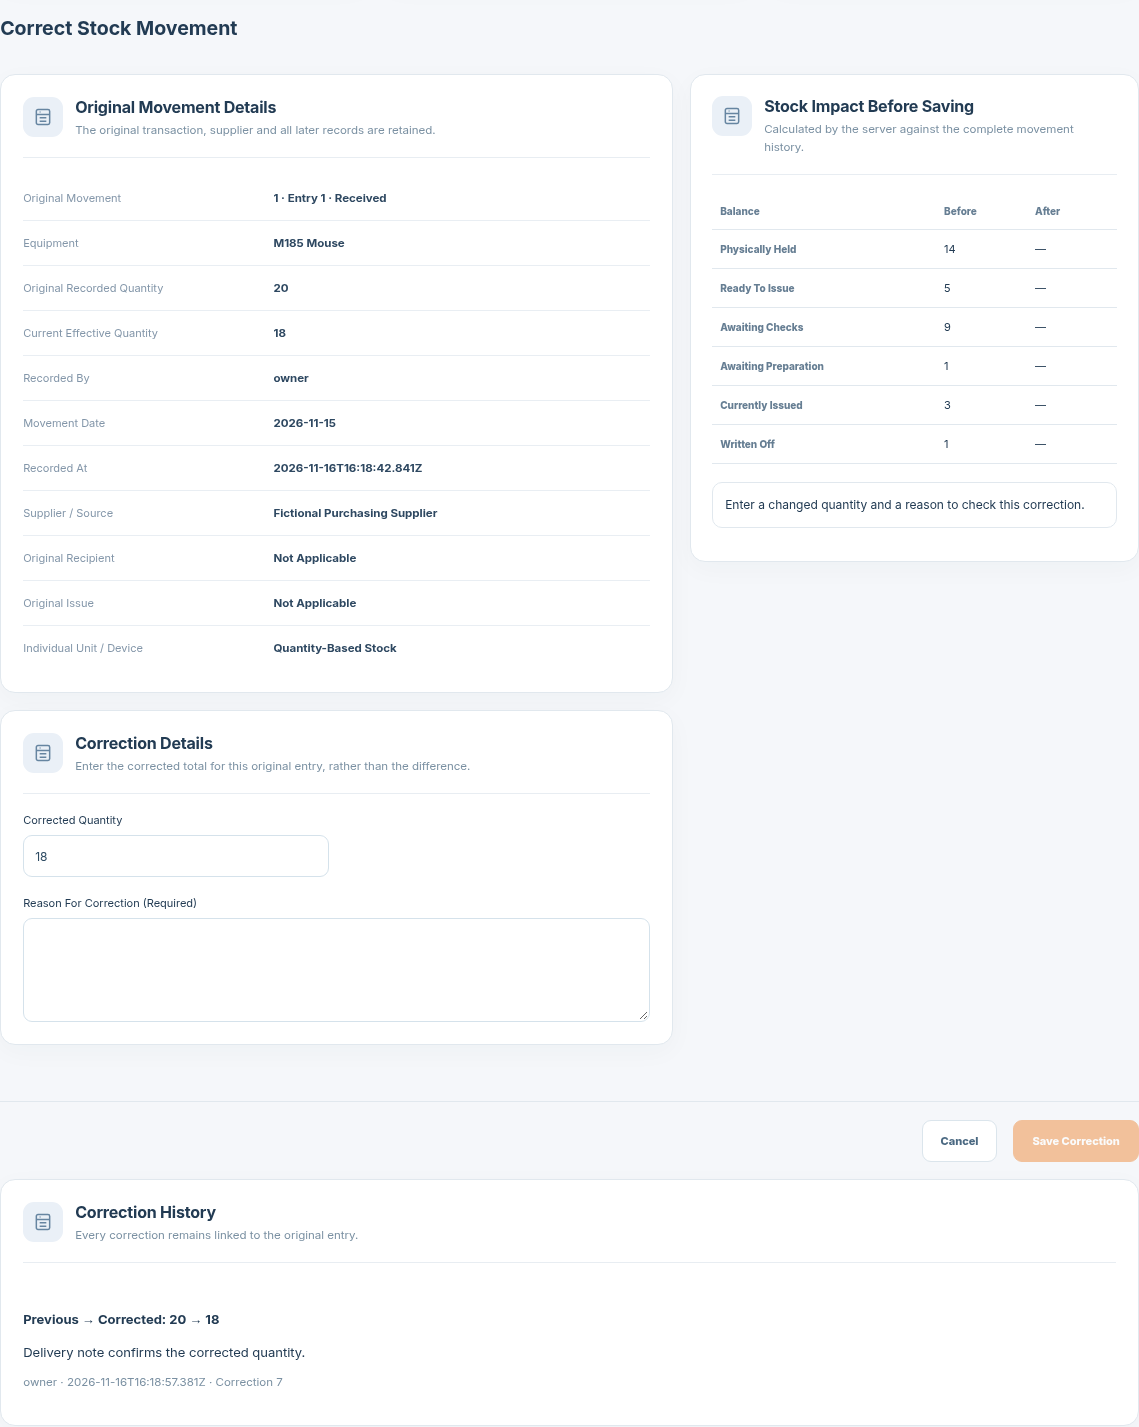 Correct Stock Movement
Original Movement Details
The original transaction, supplier and all later records are retained.
Original Movement 1 · Entry 1 · Received
Equipment M185 Mouse
Original Recorded Quantity 20
Current Effective Quantity 18
Recorded By owner
Movement Date 2026-11-15
Recorded At 2026-11-16T16:18:42.841Z
Supplier / Source Fictional Purchasing Supplier
Original Recipient Not Applicable
Original Issue Not Applicable
Individual Unit / Device Quantity-Based Stock
Stock Impact Before Saving
Calculated by the server against the complete movement
history.
Balance Before After
Physically Held 14 —
Ready To Issue 5 —
Awaiting Checks 9 —
Awaiting Preparation 1 —
Currently Issued 3 —
Written Off 1 —
Enter a changed quantity and a reason to check this correction.
Correction Details
Enter the corrected total for this original entry, rather than the difference.
Corrected Quantity
18
Reason For Correction (Required)
Cancel Save Correction
Correction History
Every correction remains linked to the original entry.
Previous → Corrected: 20 → 18
Delivery note confirms the corrected quantity.
owner · 2026-11-16T16:18:57.381Z · Correction 7